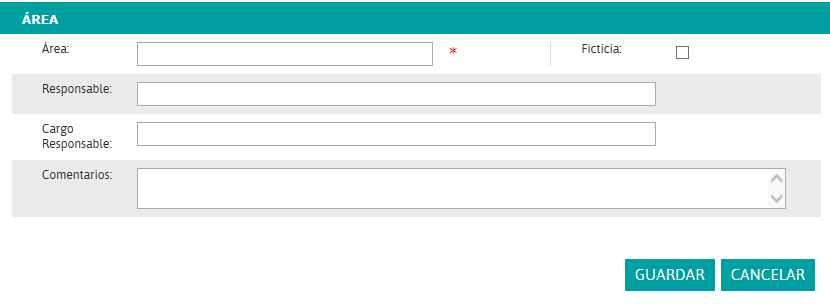 ÁREA
Área:
*
Ficticia:
Responsable:
Cargo
Responsable:
Comentarios:
GUARDAR
CANCELAR